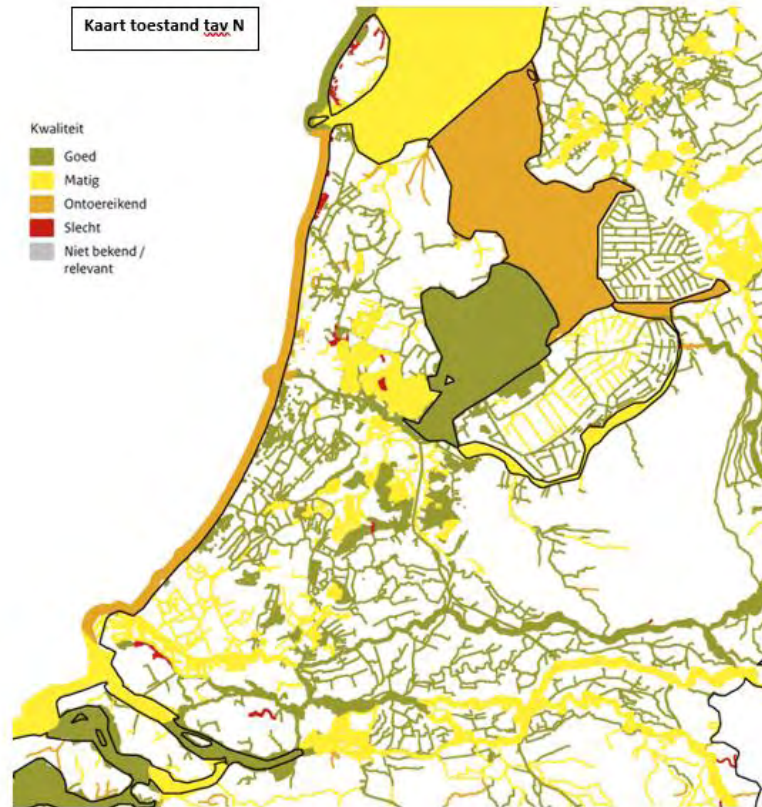 Kaart toestand tav N
Kwaliteit
Goed
Matig
Ontoereikend
Slecht
Niet bekend /
relevant